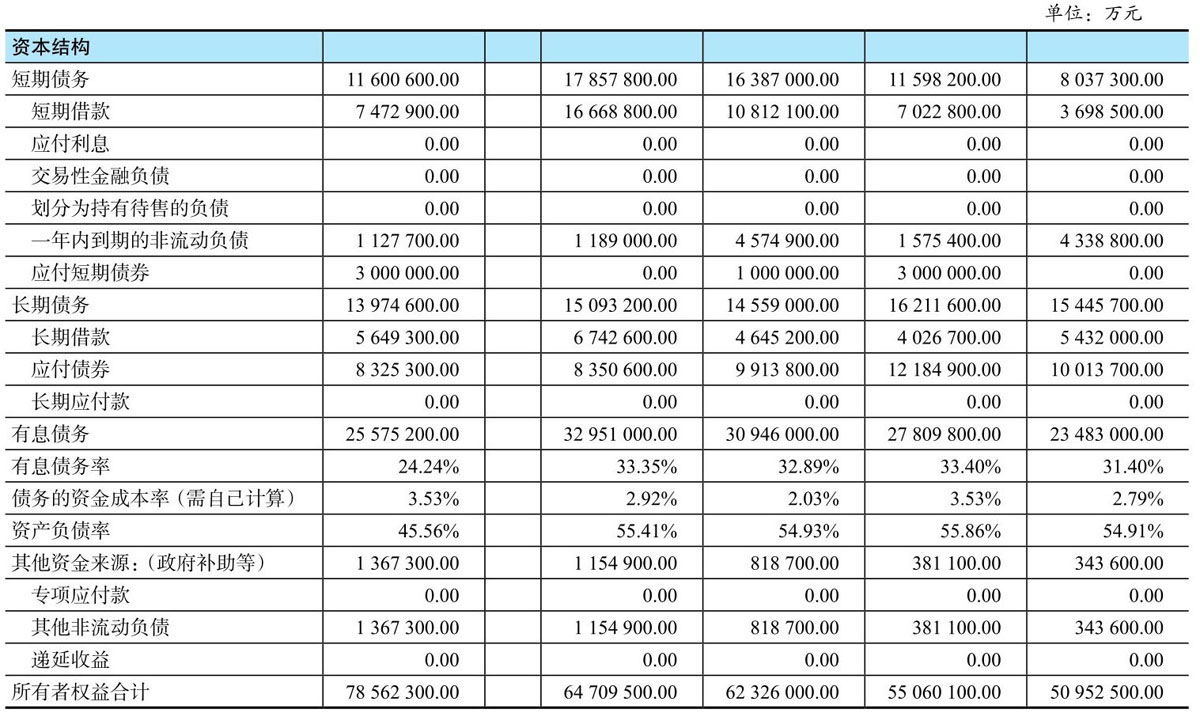 单位：万元
资本结构
短期债务 11 600 600.00 17 857 800.00 16 387 000.00 11 598 200.00 8 037 300.00
短期借款 7 472 900.00 16 668 800.00 10 812 100.00 7 022 800.00 3 698 500.00
应付利息 0.00 0.00 0.00 0.00 0.00
交易性金融负债 0.00 0.00 0.00 0.00 0.00
划分为持有待售的负债 0.00 0.00 0.00 0.00 0.00
一年内到期的非流动负债 1 127 700.00 1 189 000.00 4 574 900.00 1 575 400.00 4 338 800.00
应付短期债券 3 000 000.00 0.00 1 000 000.00 3 000 000.00 0.00
长期债务 13 974 600.00 15 093 200.00 14 559 000.00 16 211 600.00 15 445 700.00
长期借款 5 649 300.00 6 742 600.00 4 645 200.00 4 026 700.00 5 432 000.00
应付债券 8 325 300.00 8 350 600.00 9 913 800.00 12 184 900.00 10 013 700.00
长期应付款 0.00 0.00 0.00 0.00 0.00
有息债务 25 575 200.00 32 951 000.00 30 946 000.00 27 809 800.00 23 483 000.00
有息债务率 24.24% 33.35% 32.89% 33.40% 31.40%
债务的资金成本率（需自己计算） 3.53% 2.92% 2.03% 3.53% 2.79%
资产负债率 45.56% 55.41% 54.93% 55.86% 54.91%
其他资金来源：（政府补助等） 1 367 300.00 1 154 900.00 818 700.00 381 100.00 343 600.00
专项应付款 0.00 0.00 0.00 0.00 0.00
其他非流动负债 1 367 300.00 1 154 900.00 818 700.00 381 100.00 343 600.00
递延收益 0.00 0.00 0.00 0.00 0.00
所有者权益合计 78 562 300.00 64 709 500.00 62 326 000.00 55 060 100.00 50 952 500.00